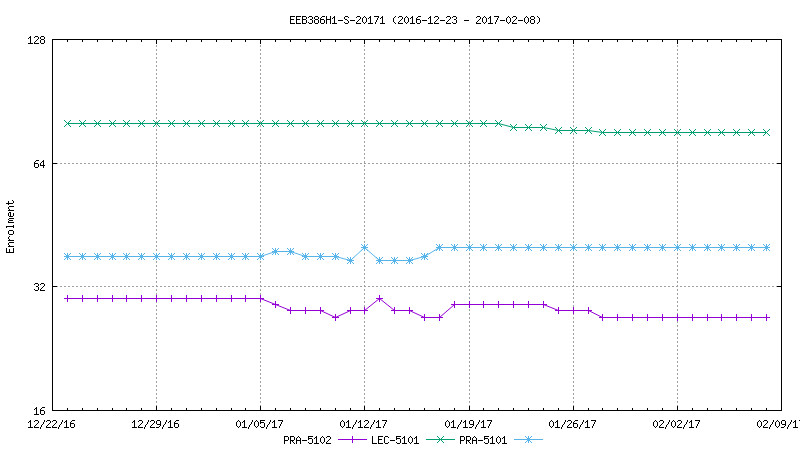 EEB386H1-S-20171 (2016-12-23 - 2017-02-08)
128
64
32
16
Enrolment
12/22/16 12/29/16 01/05/17 01/12/17 01/19/17 01/26/17 02/02/17 02/09/17
PRA-5102 LEC-5101 PRA-5101